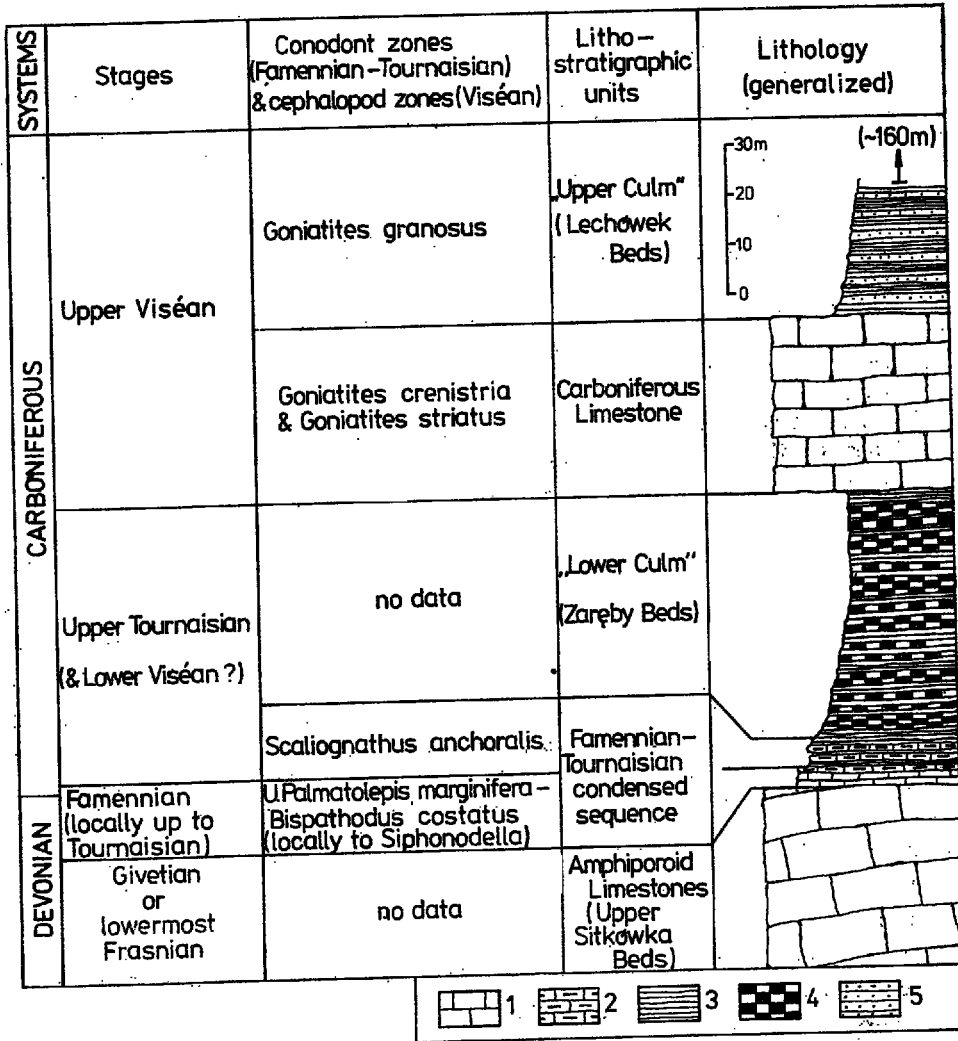 SYSTEMS
Stages
Conodont zones
(Famennian-Tournaisian)
& cephalopod zones (Viséan)
Litho-
stratigraphic
units
Lithology
(generalized)
CARBONIFEROUS
Upper Viséan
Goniatites granosus
„Upper Culm"
(Lechówek
Beds)
30m
20
10
0
(~160m)
Goniatites crenistria
& Goniatites striatus
Carboniferous
Limestone
Upper Tournaisian
(& Lower Viséan?)
no data
„Lower Culm"
(Zaręby Beds)
Scaliognathus anchoralis
Famennian-
Tournaisian
condensed
sequence
DEVONIAN
Famennian
(locally up to
Tournaisian)
U.Palmatolepis marginifera-
Bispathodus costatus
(locally to Siphonodella)
Givetian
or
lowermost
Frasnian
no data
Amphiporoid
Limestones
(Upper
Sitkówka
Beds)
1 2 3 4 5